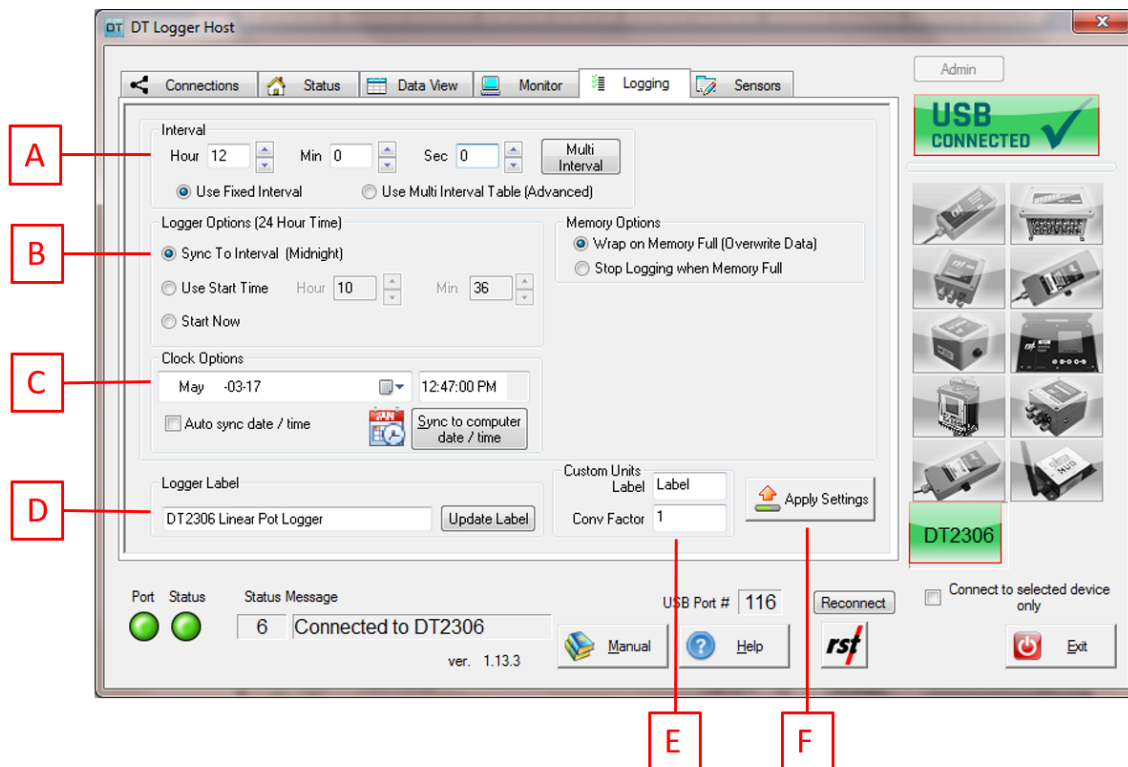 DT DT Logger Host
Connections Status Data View Monitor Logging Sensors
Admin
USB
CONNECTED
A
Interval
Hour 12 Min 0 Sec 0 Multi
Interval
Use Fixed Interval Use Multi Interval Table (Advanced)
B
Logger Options (24 Hour Time)
Sync To Interval (Midnight)
Use Start Time Hour 10 Min 36
Start Now
Memory Options
Wrap on Memory Full (Overwrite Data)
Stop Logging when Memory Full
C
Clock Options
May -03-17 12:47:00 PM
Auto sync date / time
JAN
Sync to computer
date / time
D
Logger Label
DT2306 Linear Pot Logger Update Label
Custom Units
Label Label
Conv Factor 1
Apply Settings
rst
HUB
DT2306
Port Status Status Message
6 Connected to DT2306
ver. 1.13.3
USB Port # 116 Reconnect
Connect to selected device
only
Manual Help rst Exit
E F